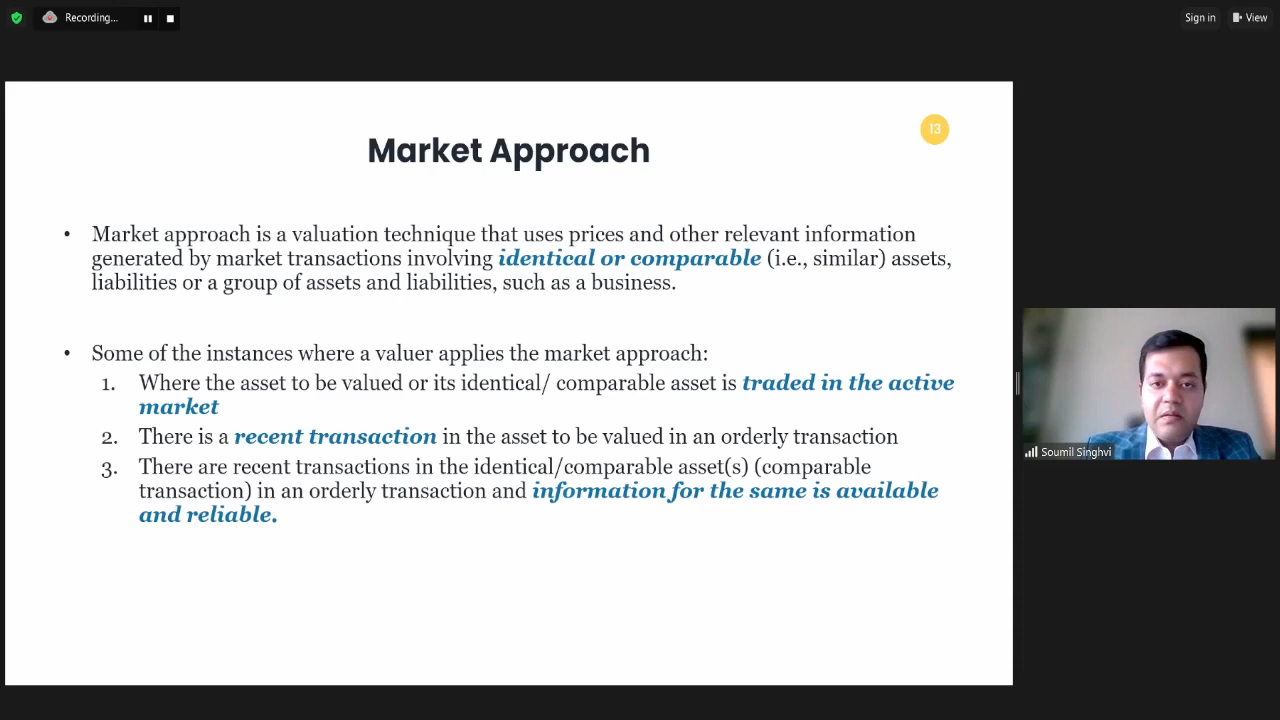 Recording...
Sign in
View
13
Market Approach
• Market approach is a valuation technique that uses prices and other relevant information
generated by market transactions involving identical or comparable (i.e., similar) assets,
liabilities or a group of assets and liabilities, such as a business.
• Some of the instances where a valuer applies the market approach:
1. Where the asset to be valued or its identical/ comparable asset is traded in the active
market
2. There is a recent transaction in the asset to be valued in an orderly transaction
3. There are recent transactions in the identical/comparable asset(s) (comparable
transaction) in an orderly transaction and information for the same is available
and reliable.
Soumil Singhvi